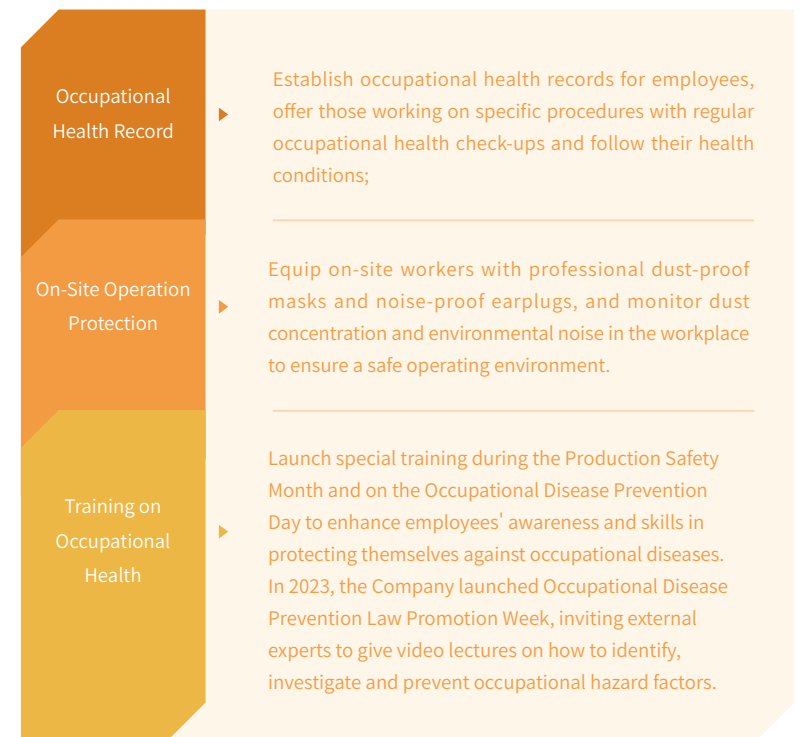 Occupational
Health Record
Establish occupational health records for employees,
offer those working on specific procedures with regular
occupational health check-ups and follow their health
conditions;
On-Site Operation
Protection
Equip on-site workers with professional dust-proof
masks and noise-proof earplugs, and monitor dust
concentration and environmental noise in the workplace
to ensure a safe operating environment.
Training on
Occupational
Health
Launch special training during the Production Safety
Month and on the Occupational Disease Prevention
Day to enhance employees' awareness and skills in
protecting themselves against occupational diseases.
In 2023, the Company launched Occupational Disease
Prevention Law Promotion Week, inviting external
experts to give video lectures on how to identify,
investigate and prevent occupational hazard factors.